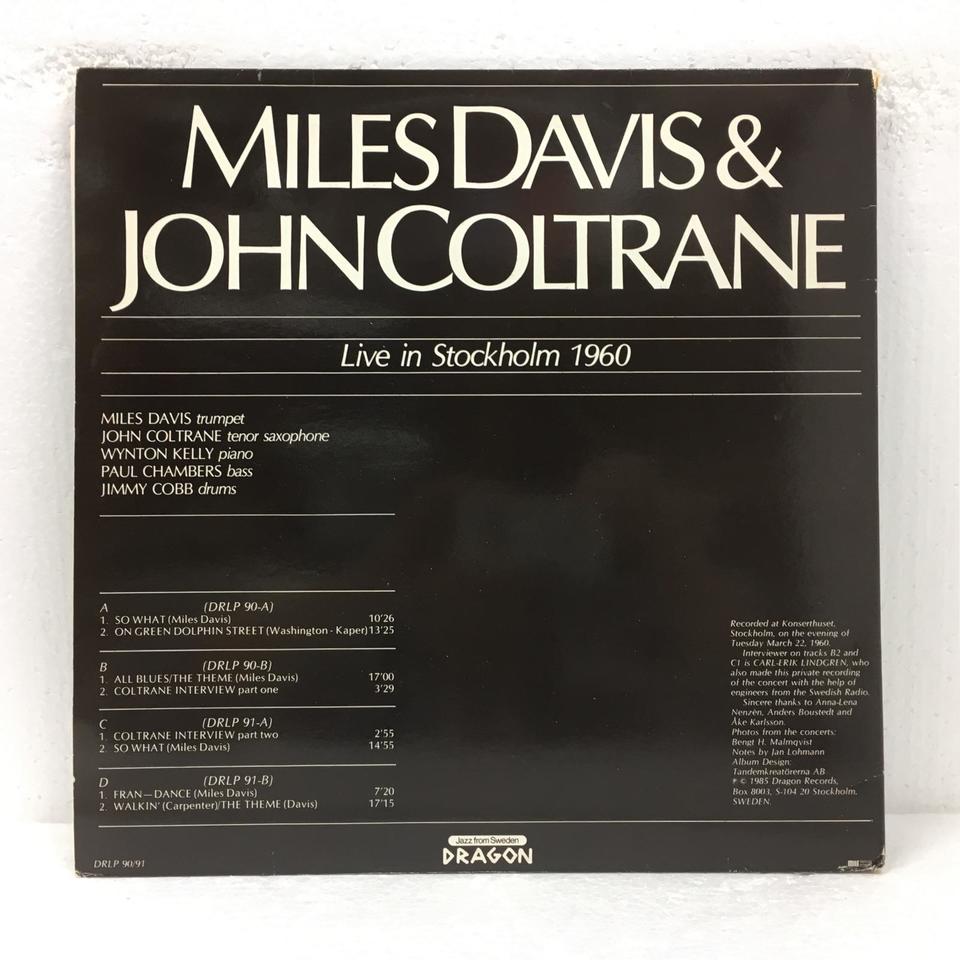 MILES DAVIS &
JOHN COLTRANE
Live in Stockholm 1960
MILES DAVIS trumpet
JOHN COLTRANE tenor saxophone
WYNTON KELLY piano
PAUL CHAMBERS bass
JIMMY COBB drums
A (DRLP 90-A)
1. SO WHAT (Miles Davis) 10'26
2. ON GREEN DOLPHIN STREET (Washington - Kaper) 13'25
B (DRLP 90-B)
1. ALL BLUES/THE THEME (Miles Davis) 17'00
2. COLTRANE INTERVIEW part one 3'29
C (DRLP 91-A)
1. COLTRANE INTERVIEW part two 2'55
2. SO WHAT (Miles Davis) 14'55
D (DRLP 91-B)
1. FRAN—DANCE (Miles Davis) 7'20
2. WALKIN' (Carpenter)/THE THEME (Davis) 17'15
Recorded at Konserthuset,
Stockholm, on the evening of
Tuesday March 22, 1960.
Interviewer on tracks B2 and
C1 is CARL-ERIK LINDGREN, who
also made this private recording
of the concert with the help of
engineers from the Swedish Radio.
Sincere thanks to Anna-Lena
Nenzén, Anders Boustedt and
Åke Karlsson.
Photos from the concerts:
Bengt H. Malmqvist
Notes by Jan Lohmann
Album Design:
Tandemkreatörerna AB
℗ © 1985 Dragon Records,
Box 8003, S-104 20 Stockholm,
SWEDEN.
Jazz from Sweden
DRAGON
DRLP 90/91